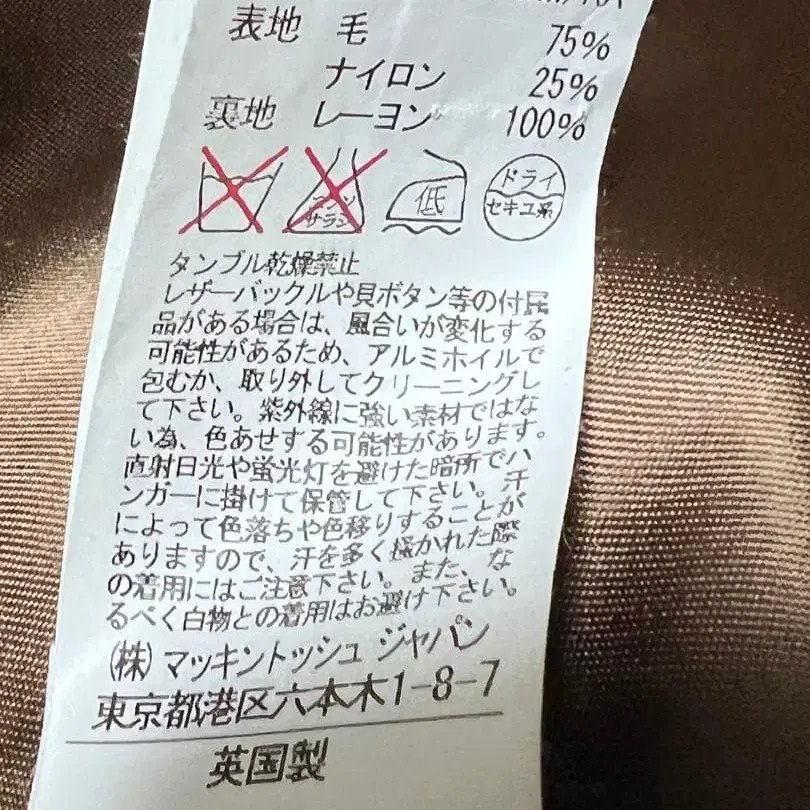 表地 毛 75%
ナイロン 25%
裏地 レーヨン 100%
エンソ サラシ 低 ドライ セキユ系
タンブル乾燥禁止
レザーバックルや貝ボタン等の付属
品がある場合は、風合いが変化する
可能性があるため、アルミホイルで
包むか、取り外してクリーニングし
て下さい。紫外線に強い素材ではな
い為、色あせする可能性があります。
直射日光や蛍光灯を避けた暗所でハ
ンガーに掛けて保管して下さい。汗
によって色落ちや色移りすることが
ありますので、汗を多く掻かれた際
の着用にはご注意下さい。また、な
るべく白物との着用はお避け下さい。
(株)マッキントッシュ ジャパン
東京都港区六本木1-8-7
英国製